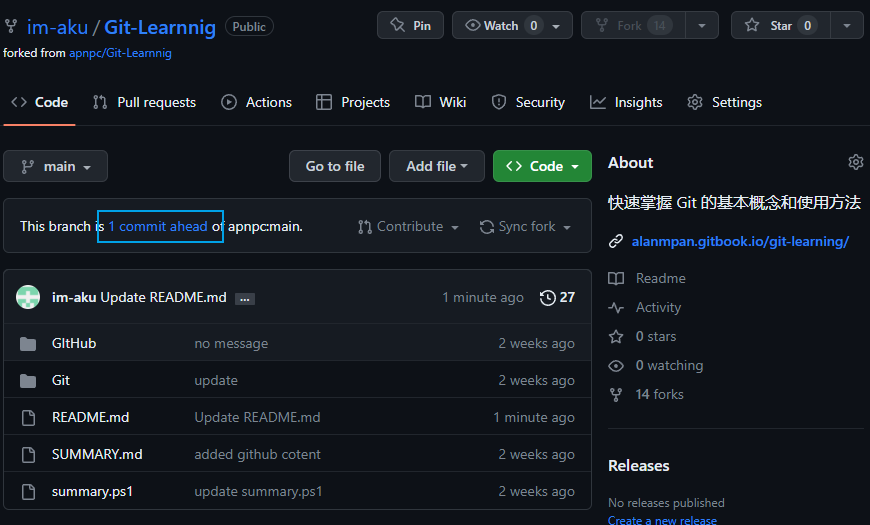 im-aku / Git-Learnnig Public Pin Watch 0 Fork 14 Star 0
forked from apnpc/Git-Learnnig
Code Pull requests Actions Projects Wiki Security Insights Settings
main Go to file Add file Code
This branch is 1 commit ahead of apnpc:main. Contribute Sync fork
im-aku Update README.md ... 1 minute ago 27
GItHub no message 2 weeks ago
Git update 2 weeks ago
README.md Update README.md 1 minute ago
SUMMARY.md added github cotent 2 weeks ago
summary.ps1 update summary.ps1 2 weeks ago
About
快速掌握 Git 的基本概念和使用方法
alanmpan.gitbook.io/git-learning/
Readme
Activity
0 stars
0 watching
14 forks
Releases
No releases published
Create a new release